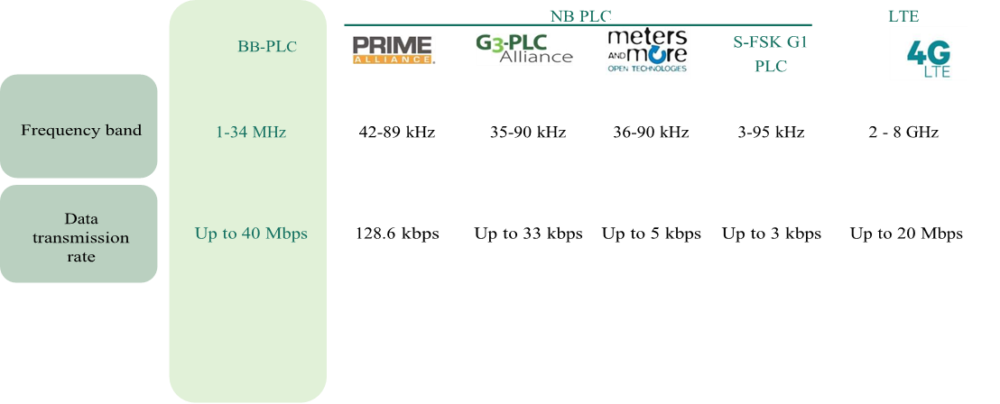 NB PLC
LTE
BB-PLC
PRIME
ALLIANCE
G3-PLC
Alliance
meters
AND more
OPEN TECHNOLOGIES
S-FSK G1
PLC
4G
LTE
Frequency band
1-34 MHz
42-89 kHz
35-90 kHz
36-90 kHz
3-95 kHz
2 - 8 GHz
Data
transmission
rate
Up to 40 Mbps
128.6 kbps
Up to 33 kbps
Up to 5 kbps
Up to 3 kbps
Up to 20 Mbps